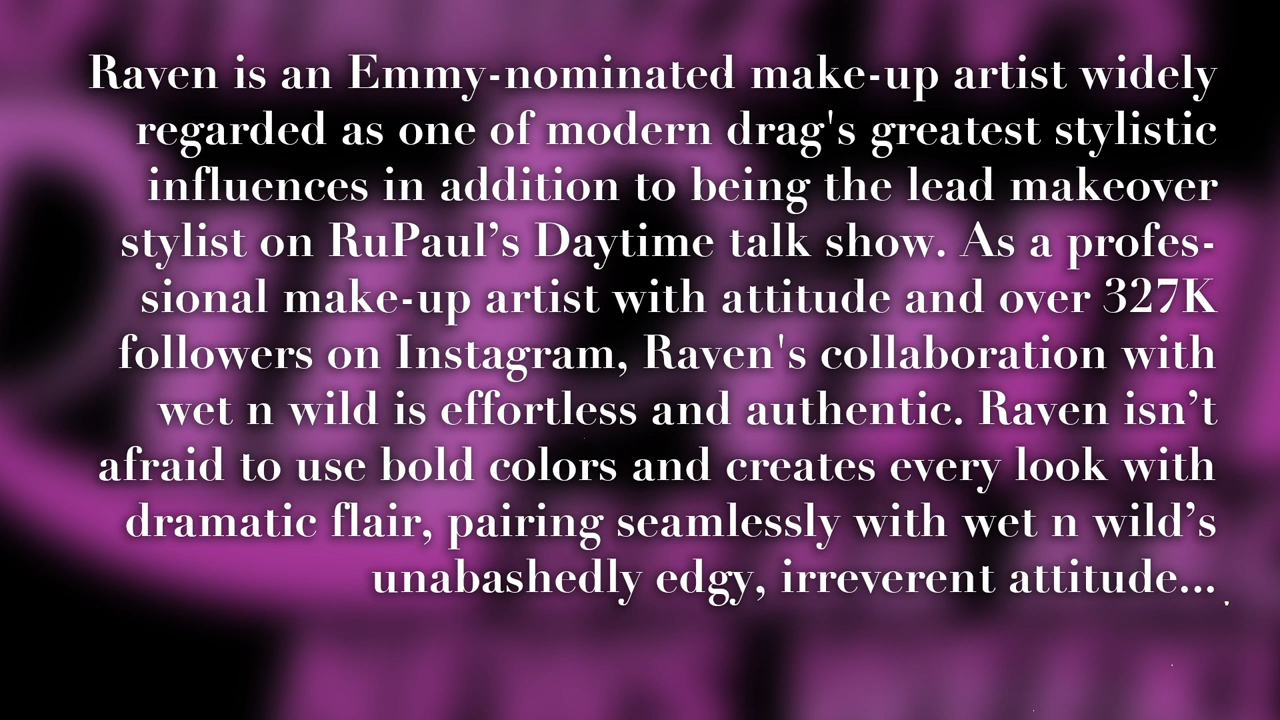 Raven is an Emmy-nominated make-up artist widely
regarded as one of modern drag's greatest stylistic
influences in addition to being the lead makeover
stylist on RuPaul’s Daytime talk show. As a profes-
sional make-up artist with attitude and over 327K
followers on Instagram, Raven's collaboration with
wet n wild is effortless and authentic. Raven isn’t
afraid to use bold colors and creates every look with
dramatic flair, pairing seamlessly with wet n wild’s
unabashedly edgy, irreverent attitude...